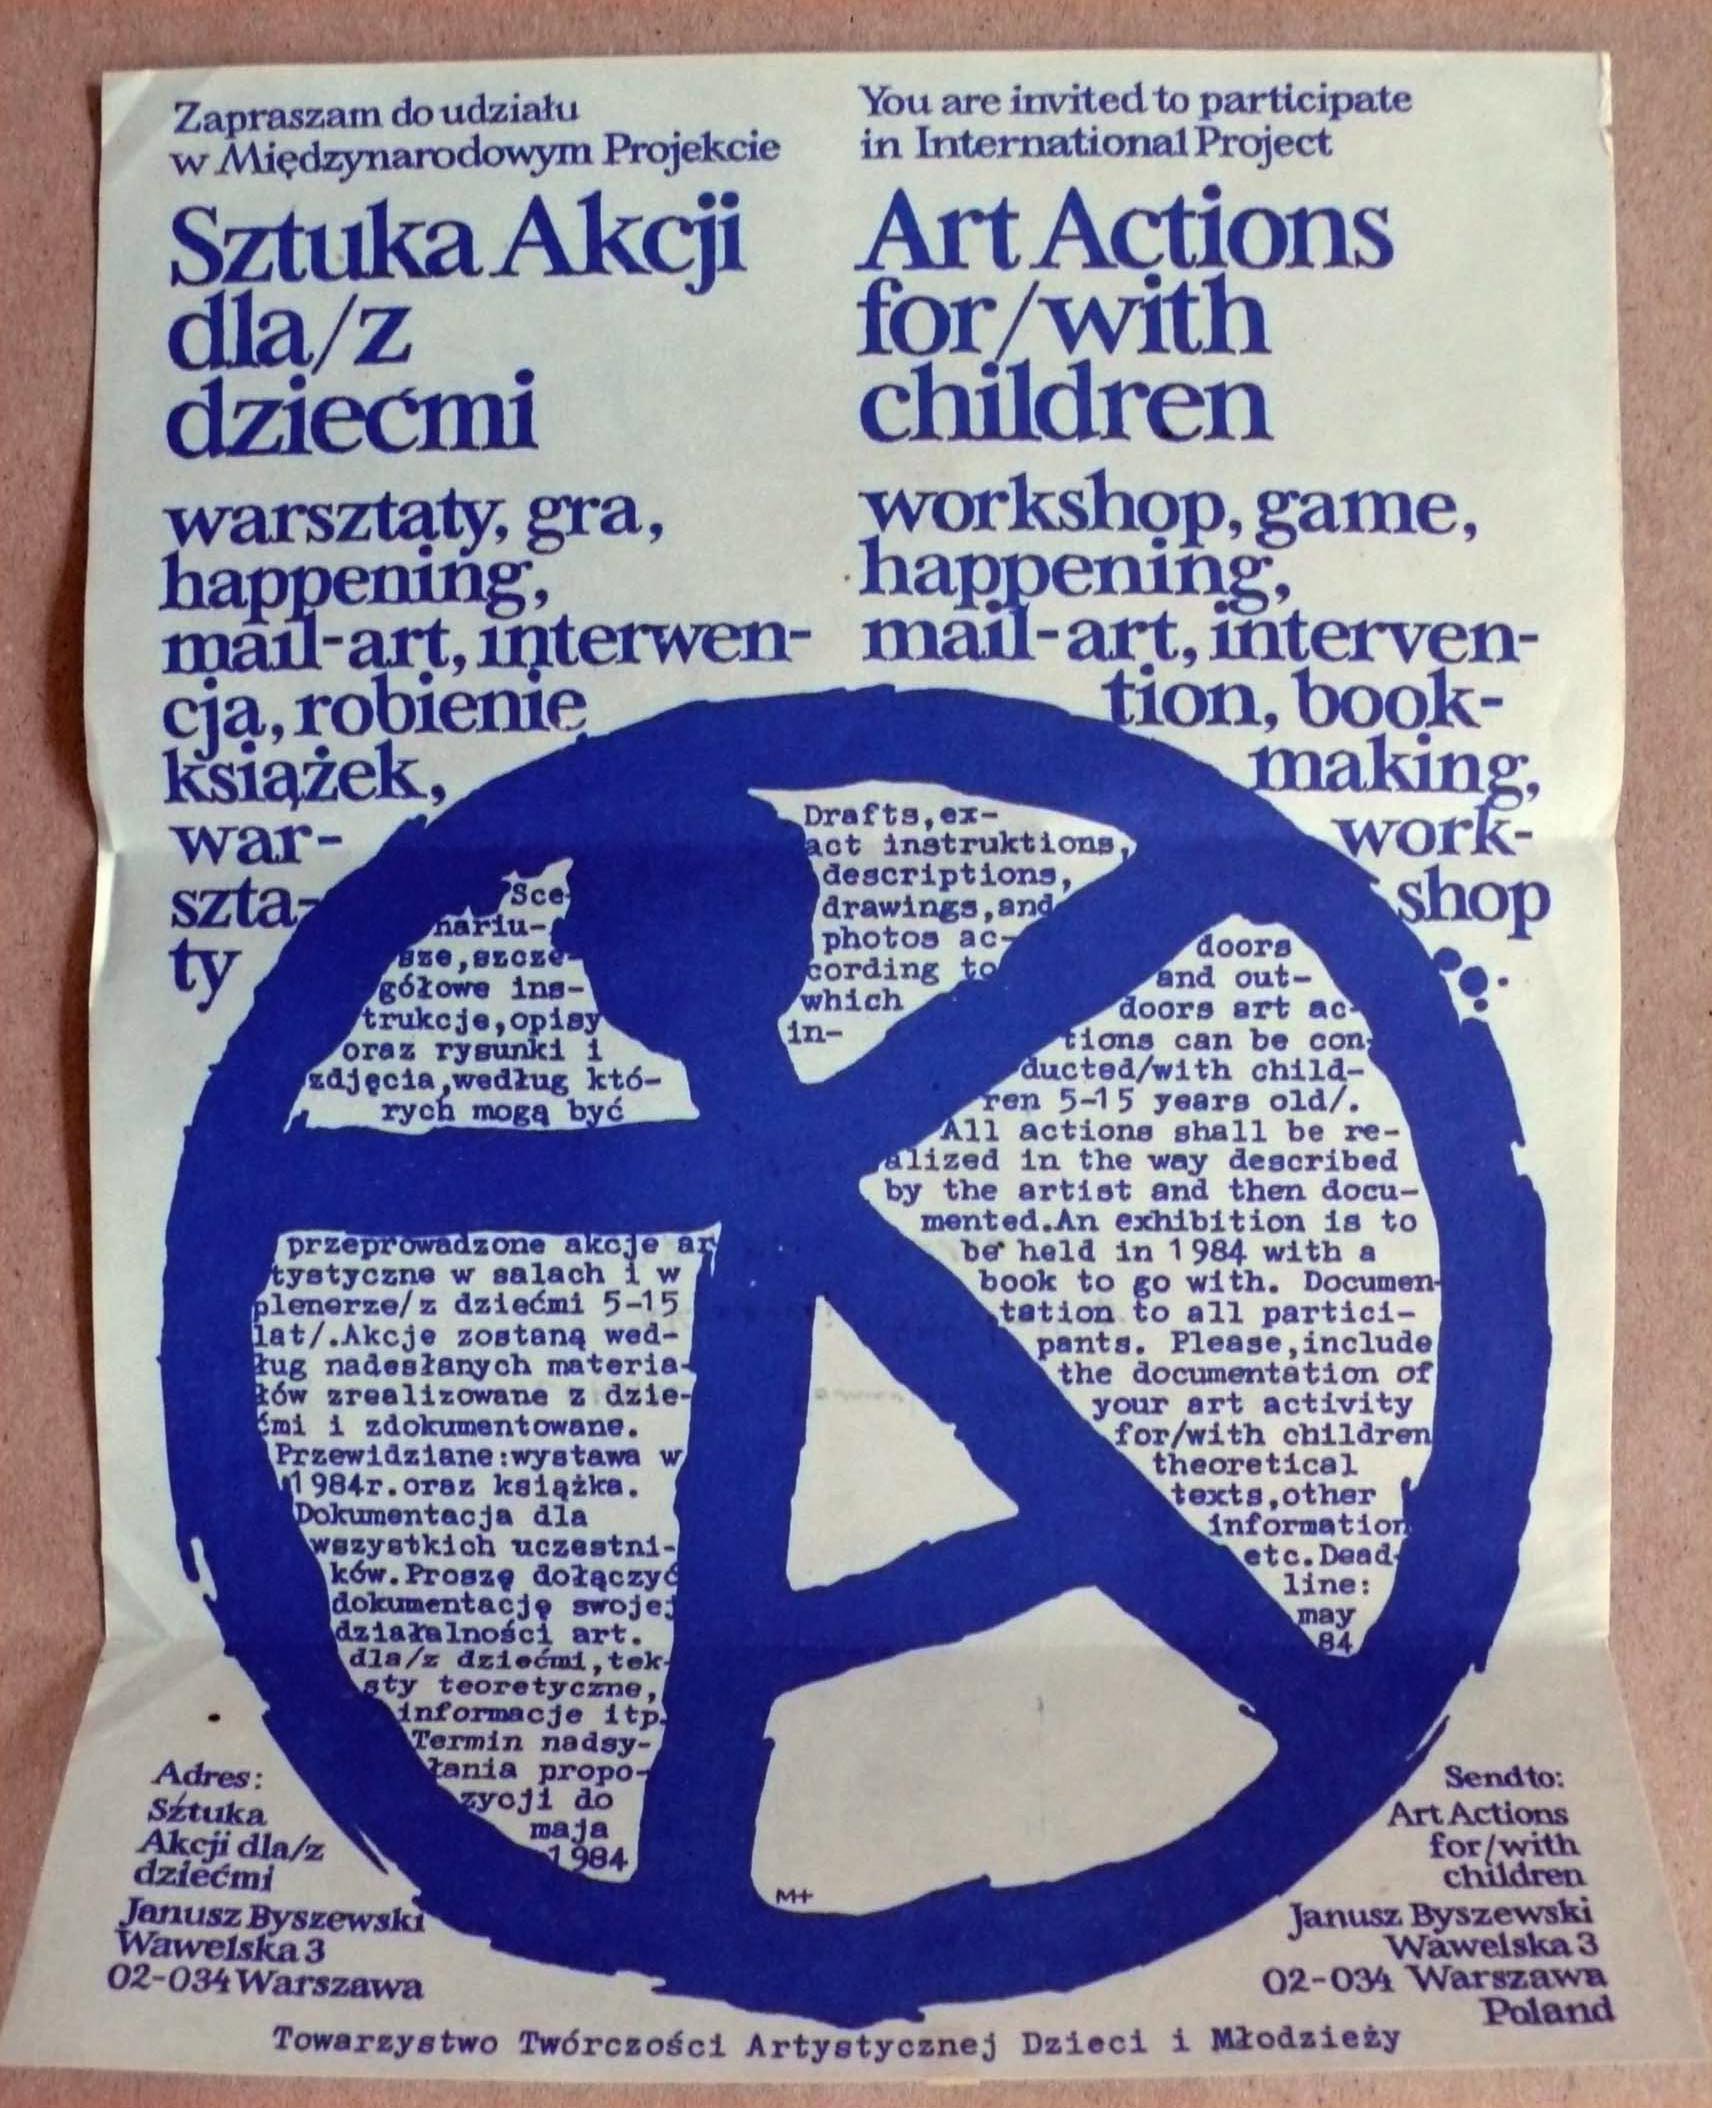 Zapraszam do udziału
w Międzynarodowym Projekcie
Sztuka Akcji
dla/z
dziećmi
warsztaty, gra,
happening,
mail-art, interwen-
cja, robienie
książek,
war-
szta-
ty
You are invited to participate
in International Project
Art Actions
for/with
children
workshop, game,
happening,
mail-art, interven-
tion, book-
making,
work-
shop
Sce-
nariu-
sze,szcze-
gółowe ins-
trukcje,opisy
oraz rysunki i
zdjęcia,według któ-
rych mogą być
przeprowadzone akcje ar
tystyczne w salach i w
plenerze/z dziećmi 5-15
lat/.Akcje zostaną wed-
ług nadesłanych materia-
łów zrealizowane z dzie-
ćmi i zdokumentowane.
Przewidziane:wystawa w
1984r.oraz książka.
Dokumentacja dla
wszystkich uczestni-
ków.Proszę dołączyć
dokumentację swojej
działalności art.
dla/z dziećmi,tek-
sty teoretyczne,
informacje itp.
Termin nadsy-
łania propo-
zycji do
maja
1984
Drafts,ex-
act instruktions,
descriptions,
drawings,and
photos ac-
cording to
which
in-
doors
and out-
doors art ac-
tions can be con-
ducted/with child-
ren 5-15 years old/.
All actions shall be re-
alized in the way described
by the artist and then docu-
mented.An exhibition is to
be held in 1984 with a
book to go with. Documen-
tation to all partici-
pants. Please,include
the documentation of
your art activity
for/with children
theoretical
texts,other
information
etc.Dead-
line:
may
84
M+
Adres:
Sztuka
Akcji dla/z
dziećmi
Janusz Byszewski
Wawelska 3
02-034 Warszawa
Send to:
Art Actions
for/with
children
Janusz Byszewski
Wawelska 3
02-034 Warszawa
Poland
Towarzystwo Twórczości Artystycznej Dzieci i Młodzieży